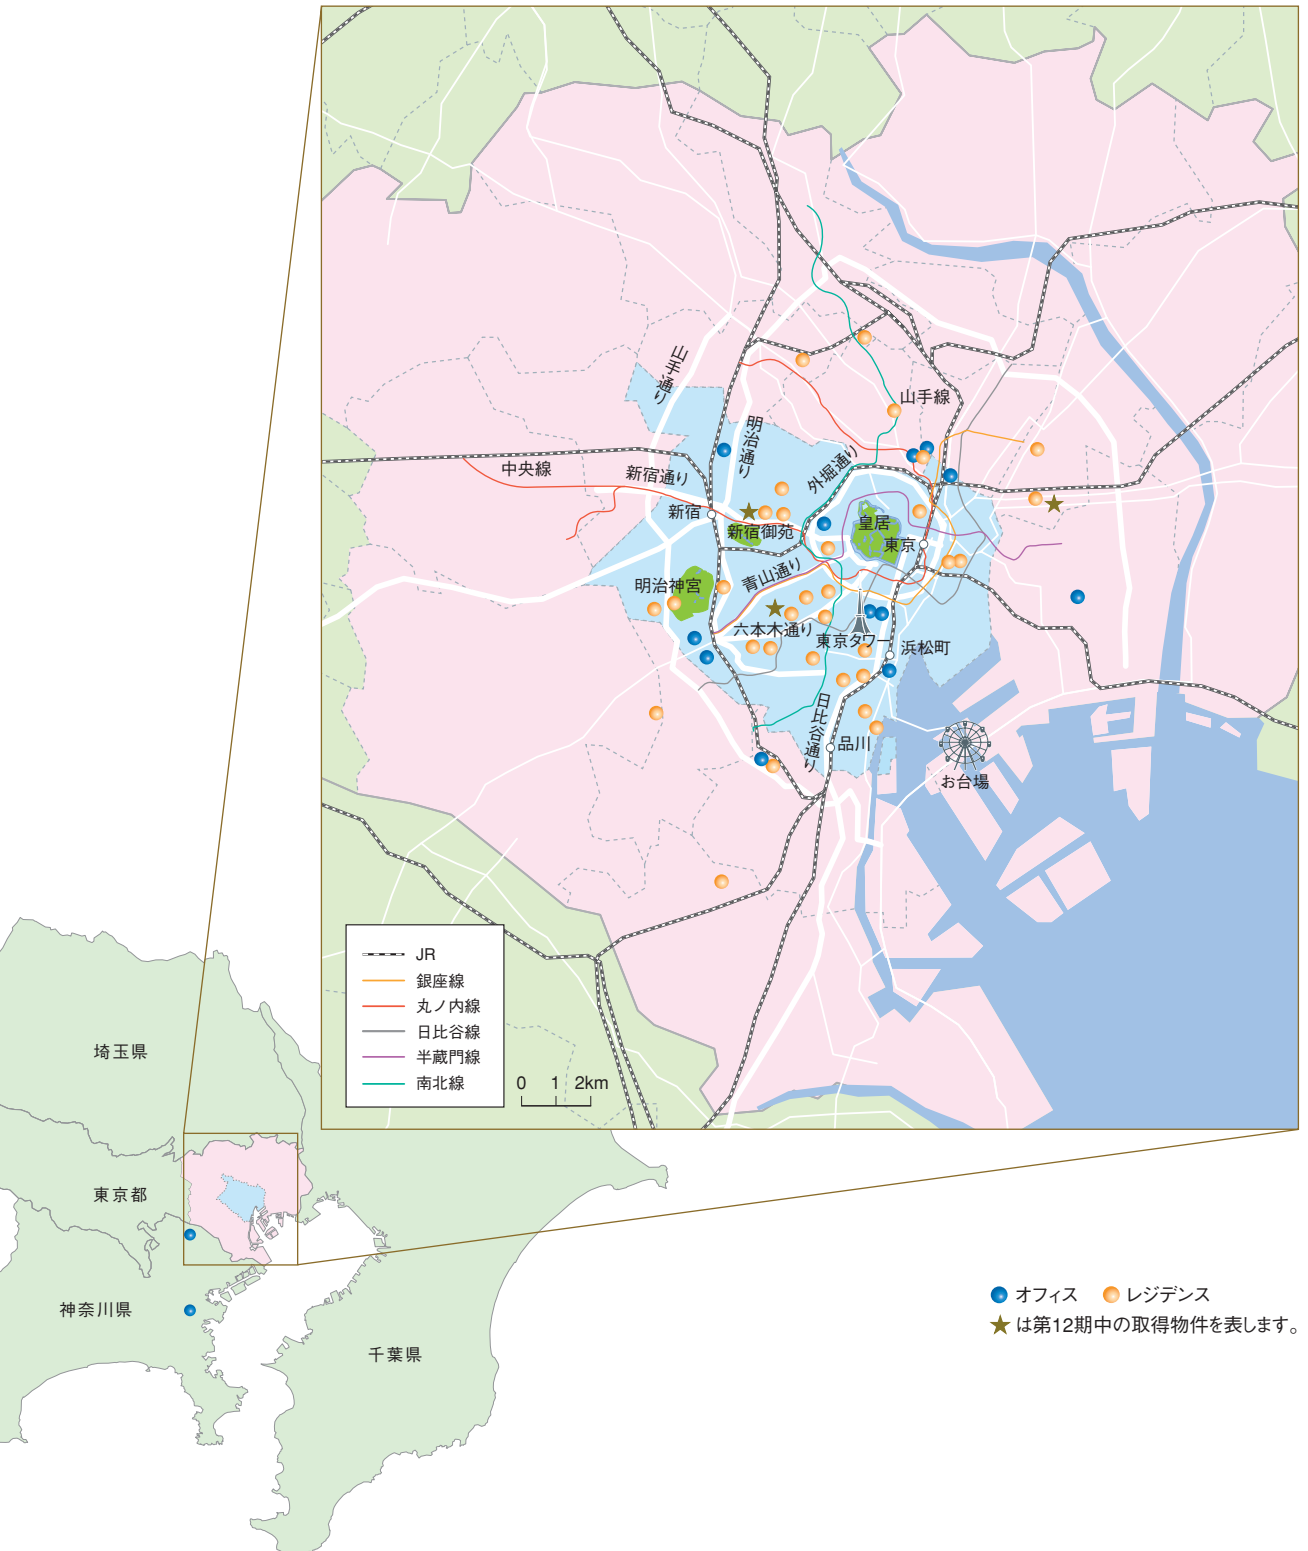 山手通り
明治通り
山手線
中央線
新宿通り
外堀通り
新宿
新宿御苑
皇居
東京
明治神宮
青山通り
六本木通り
東京タワー
浜松町
日比谷通り
品川
お台場
JR
銀座線
丸ノ内線
日比谷線
半蔵門線
南北線
0 1 2km
埼玉県
東京都
神奈川県
千葉県
オフィス レジデンス
★は第12期中の取得物件を表します。